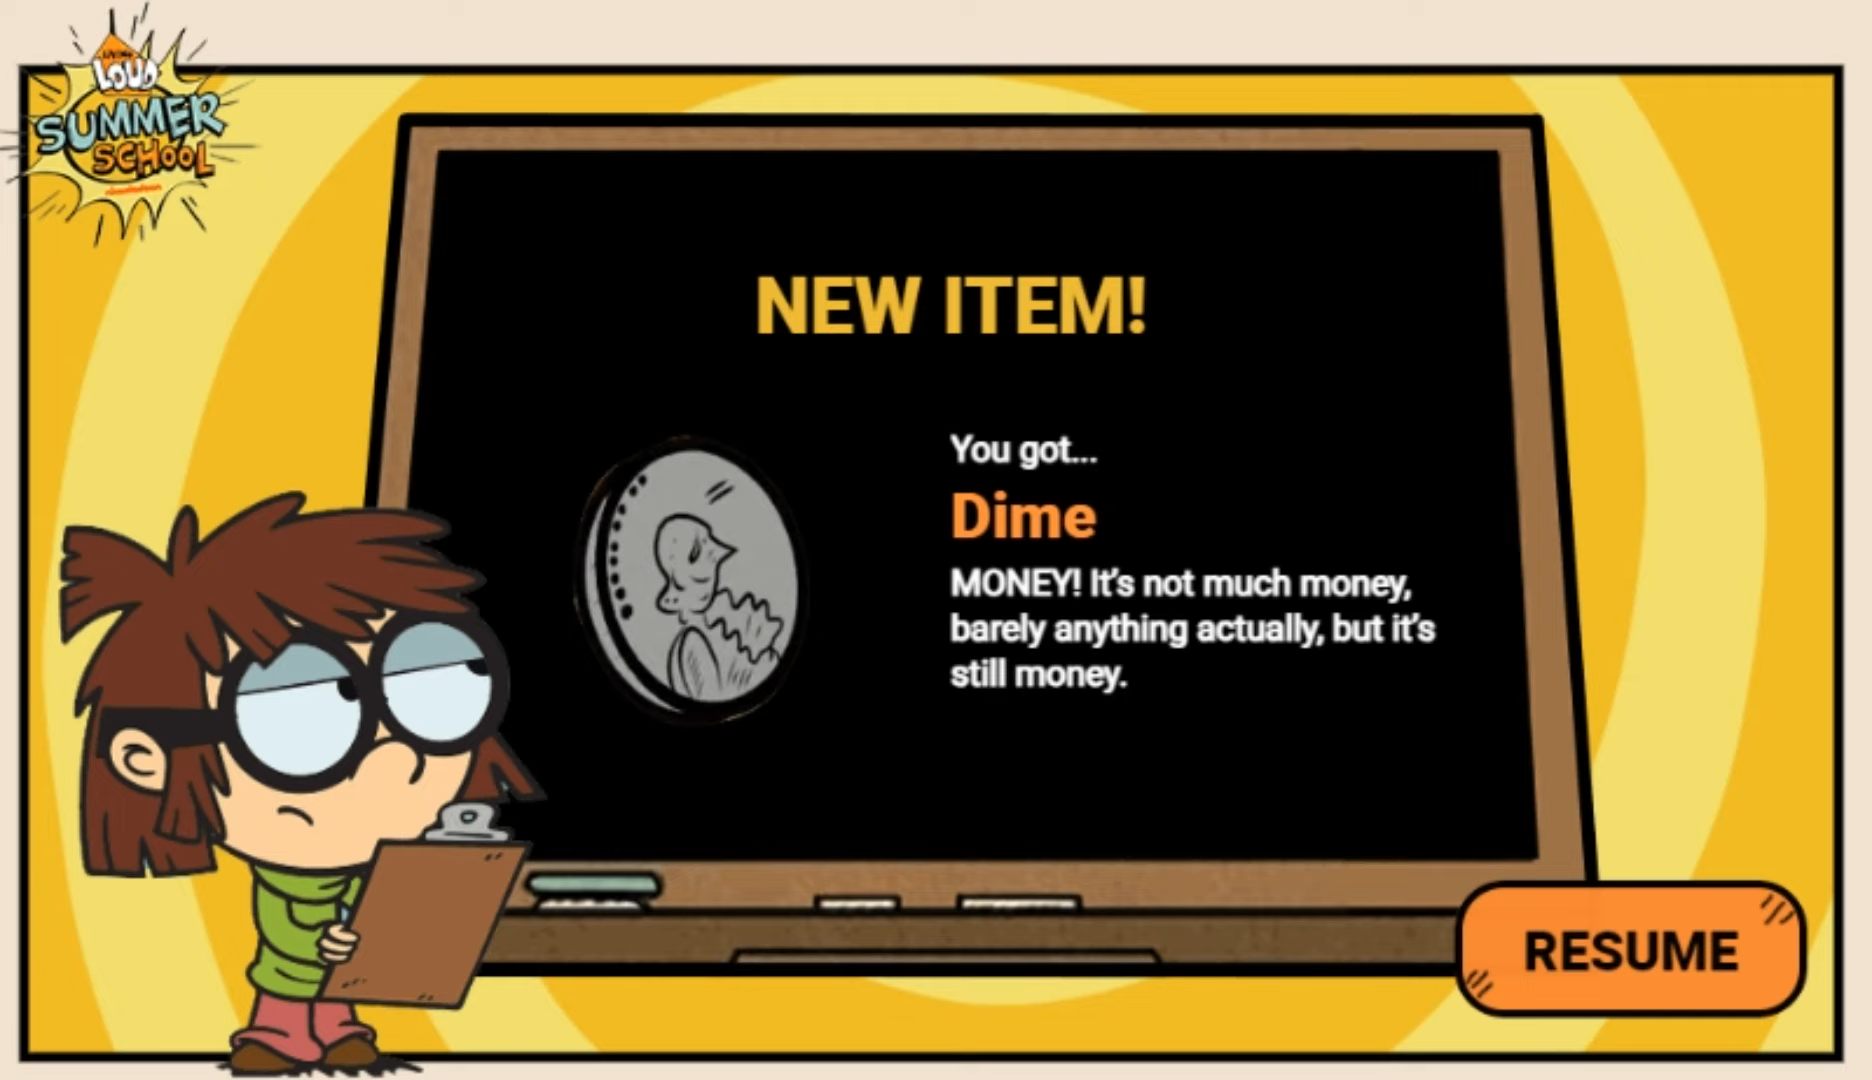 LOUD
SUMMER
SCHOOL
nickelodeon
NEW ITEM!
You got...
Dime
MONEY! It's not much money,
barely anything actually, but it's
still money.
RESUME